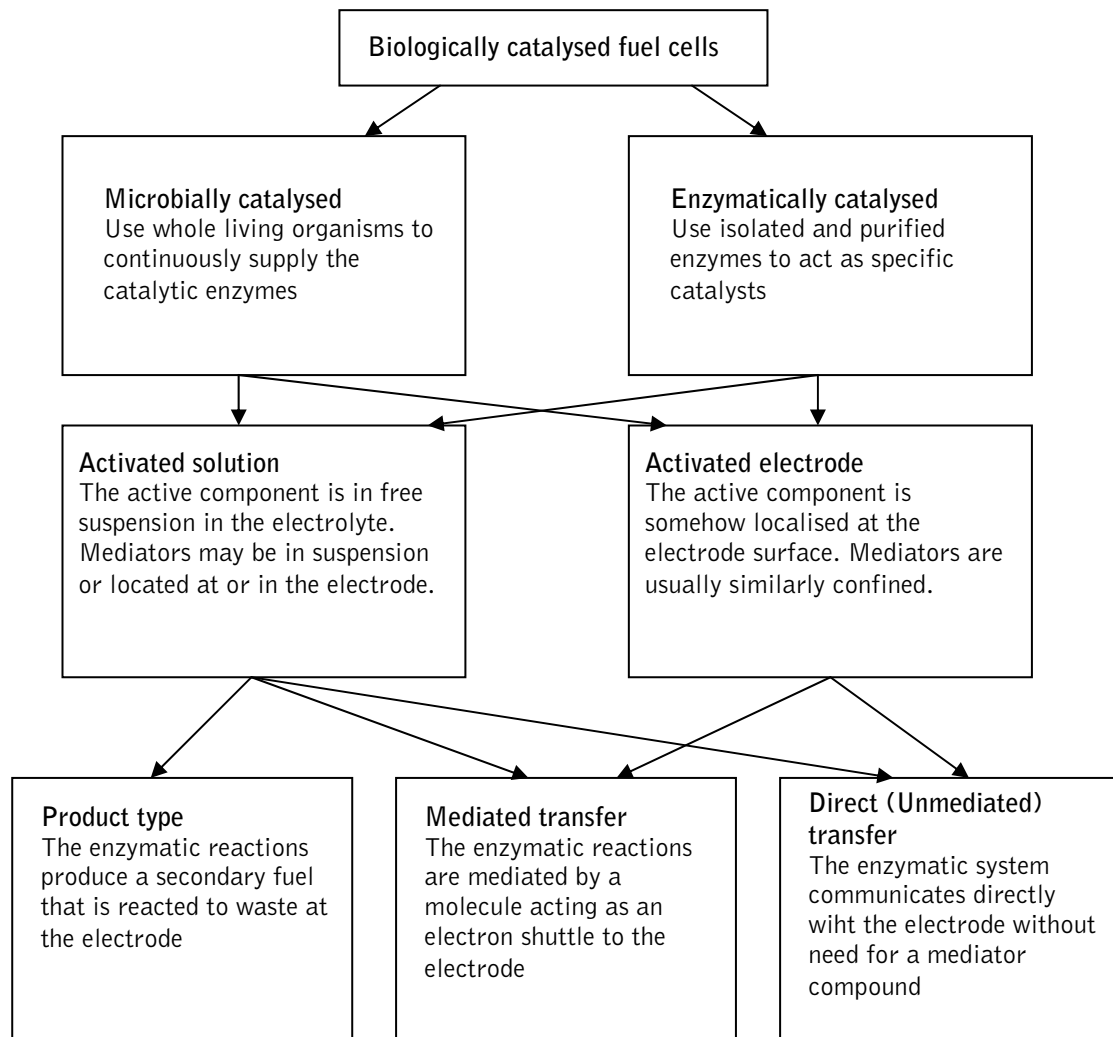 Biologically catalysed fuel cells
Microbially catalysed
Use whole living organisms to
continuously supply the
catalytic enzymes
Enzymatically catalysed
Use isolated and purified
enzymes to act as specific
catalysts
Activated solution
The active component is in free
suspension in the electrolyte.
Mediators may be in suspension
or located at or in the electrode.
Activated electrode
The active component is
somehow localised at the
electrode surface. Mediators are
usually similarly confined.
Product type
The enzymatic reactions
produce a secondary fuel
that is reacted to waste at
the electrode
Mediated transfer
The enzymatic reactions
are mediated by a
molecule acting as an
electron shuttle to the
electrode
Direct (Unmediated)
transfer
The enzymatic system
communicates directly
wiht the electrode without
need for a mediator
compound